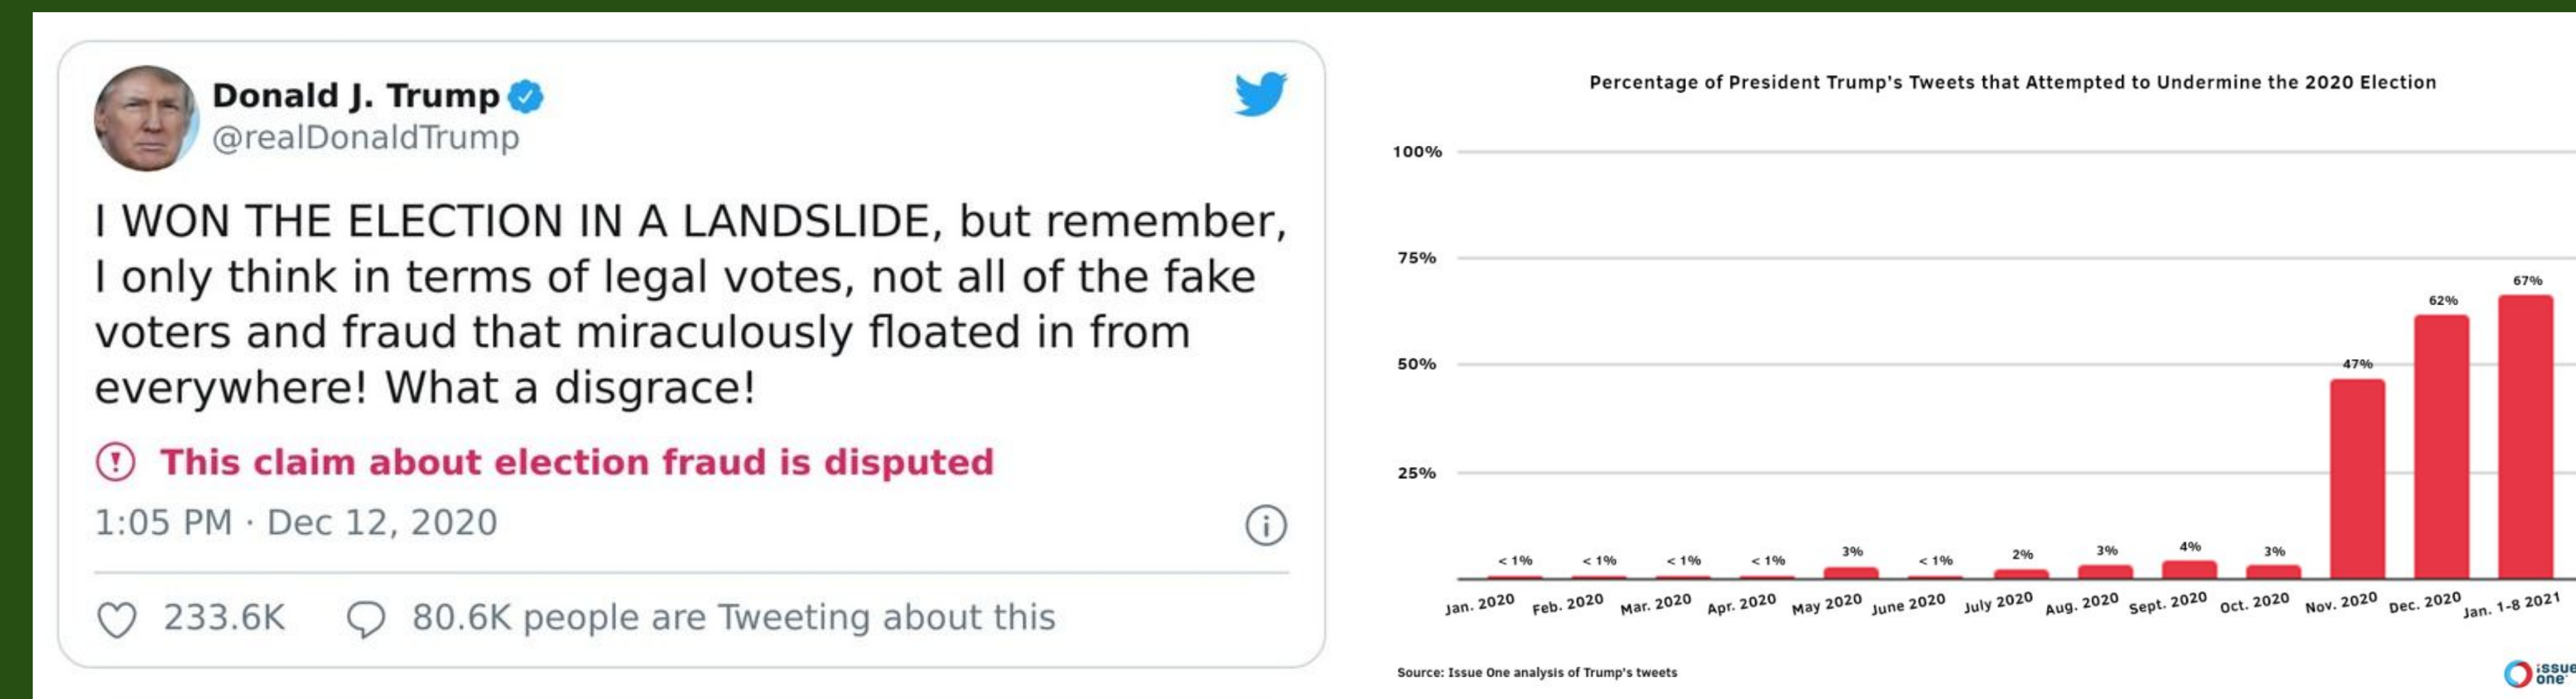 Donald J. Trump
@realDonaldTrump
I WON THE ELECTION IN A LANDSLIDE, but remember,
I only think in terms of legal votes, not all of the fake
voters and fraud that miraculously floated in from
everywhere! What a disgrace!
This claim about election fraud is disputed
1:05 PM · Dec 12, 2020
233.6K 80.6K people are Tweeting about this
Percentage of President Trump's Tweets that Attempted to Undermine the 2020 Election
100%
75%
50%
25%
< 1% < 1% < 1% < 1% 3% < 1% 2% 3% 4% 3% 47% 62% 67%
Jan. 2020 Feb. 2020 Mar. 2020 Apr. 2020 May 2020 June 2020 July 2020 Aug. 2020 Sept. 2020 Oct. 2020 Nov. 2020 Dec. 2020 Jan. 1-8 2021
Source: Issue One analysis of Trump's tweets
issue
one